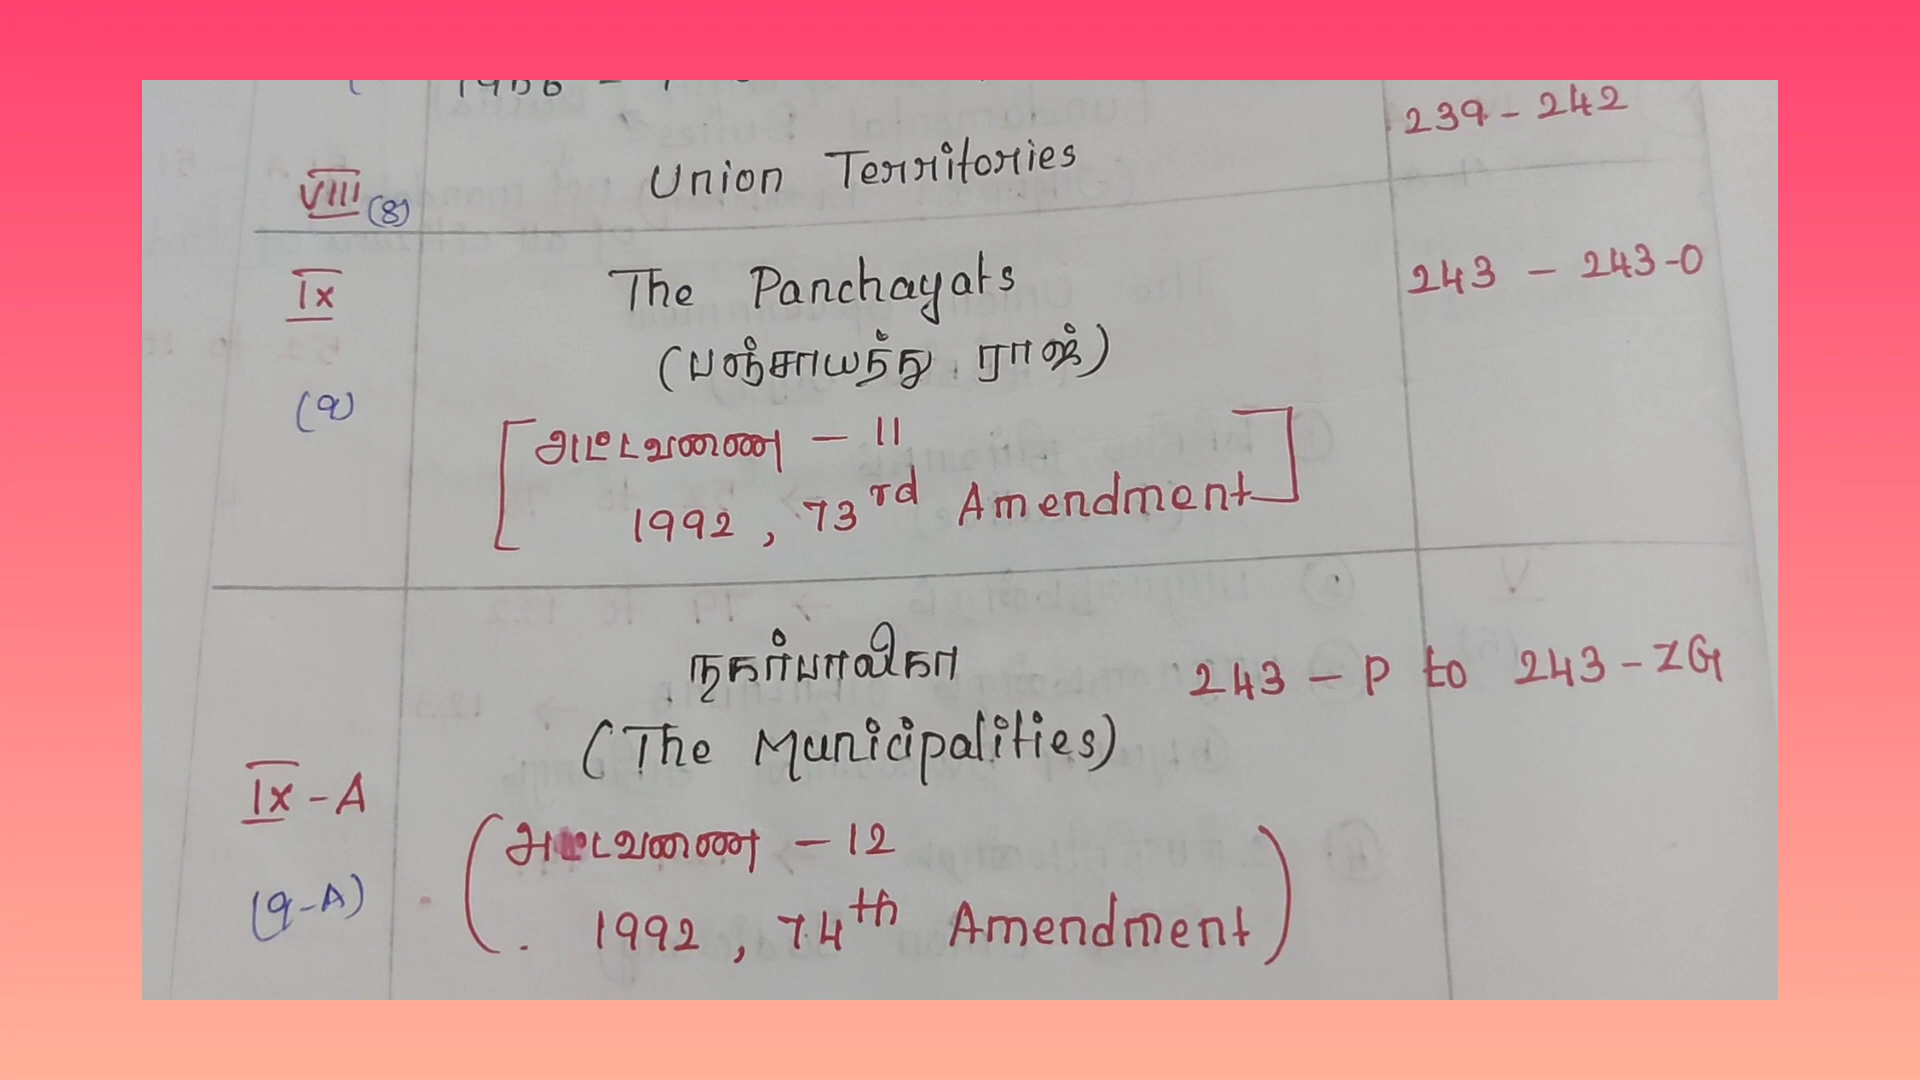 239 - 242
VIII (8) Union Territories
IX The Panchayats 243 - 243-O
(பஞ்சாயத்து ராஜ்)
(9)
[அட்டவணை - 11
1992, 73rd Amendment]
நகர்பாலிகா 243 - P to 243 - ZG
(The Municipalities)
IX - A
(அட்டவணை - 12
(9-A)
1992, 74th Amendment)